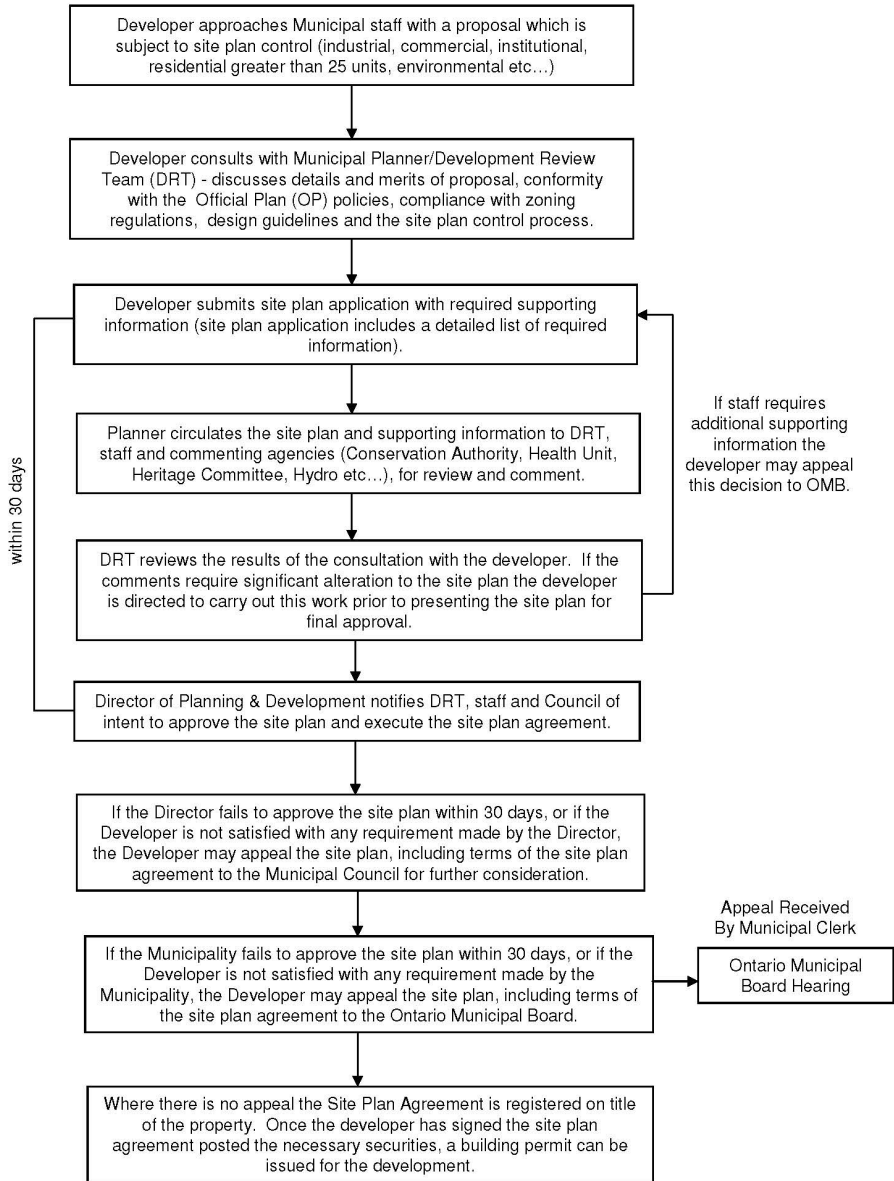 Developer approaches Municipal staff with a proposal which is
subject to site plan control (industrial, commercial, institutional,
residential greater than 25 units, environmental etc…)
Developer consults with Municipal Planner/Development Review
Team (DRT) - discusses details and merits of proposal, conformity
with the Official Plan (OP) policies, compliance with zoning
regulations, design guidelines and the site plan control process.
Developer submits site plan application with required supporting
information (site plan application includes a detailed list of required
information).
Planner circulates the site plan and supporting information to DRT,
staff and commenting agencies (Conservation Authority, Health Unit,
Heritage Committee, Hydro etc…), for review and comment.
If staff requires
additional supporting
information the
developer may appeal
this decision to OMB.
within 30 days
DRT reviews the results of the consultation with the developer. If the
comments require significant alteration to the site plan the developer
is directed to carry out this work prior to presenting the site plan for
final approval.
Director of Planning & Development notifies DRT, staff and Council of
intent to approve the site plan and execute the site plan agreement.
If the Director fails to approve the site plan within 30 days, or if the
Developer is not satisfied with any requirement made by the Director,
the Developer may appeal the site plan, including terms of the site plan
agreement to the Municipal Council for further consideration.
If the Municipality fails to approve the site plan within 30 days, or if the
Developer is not satisfied with any requirement made by the
Municipality, the Developer may appeal the site plan, including terms of
the site plan agreement to the Ontario Municipal Board.
Appeal Received
By Municipal Clerk
Ontario Municipal
Board Hearing
Where there is no appeal the Site Plan Agreement is registered on title
of the property. Once the developer has signed the site plan
agreement posted the necessary securities, a building permit can be
issued for the development.